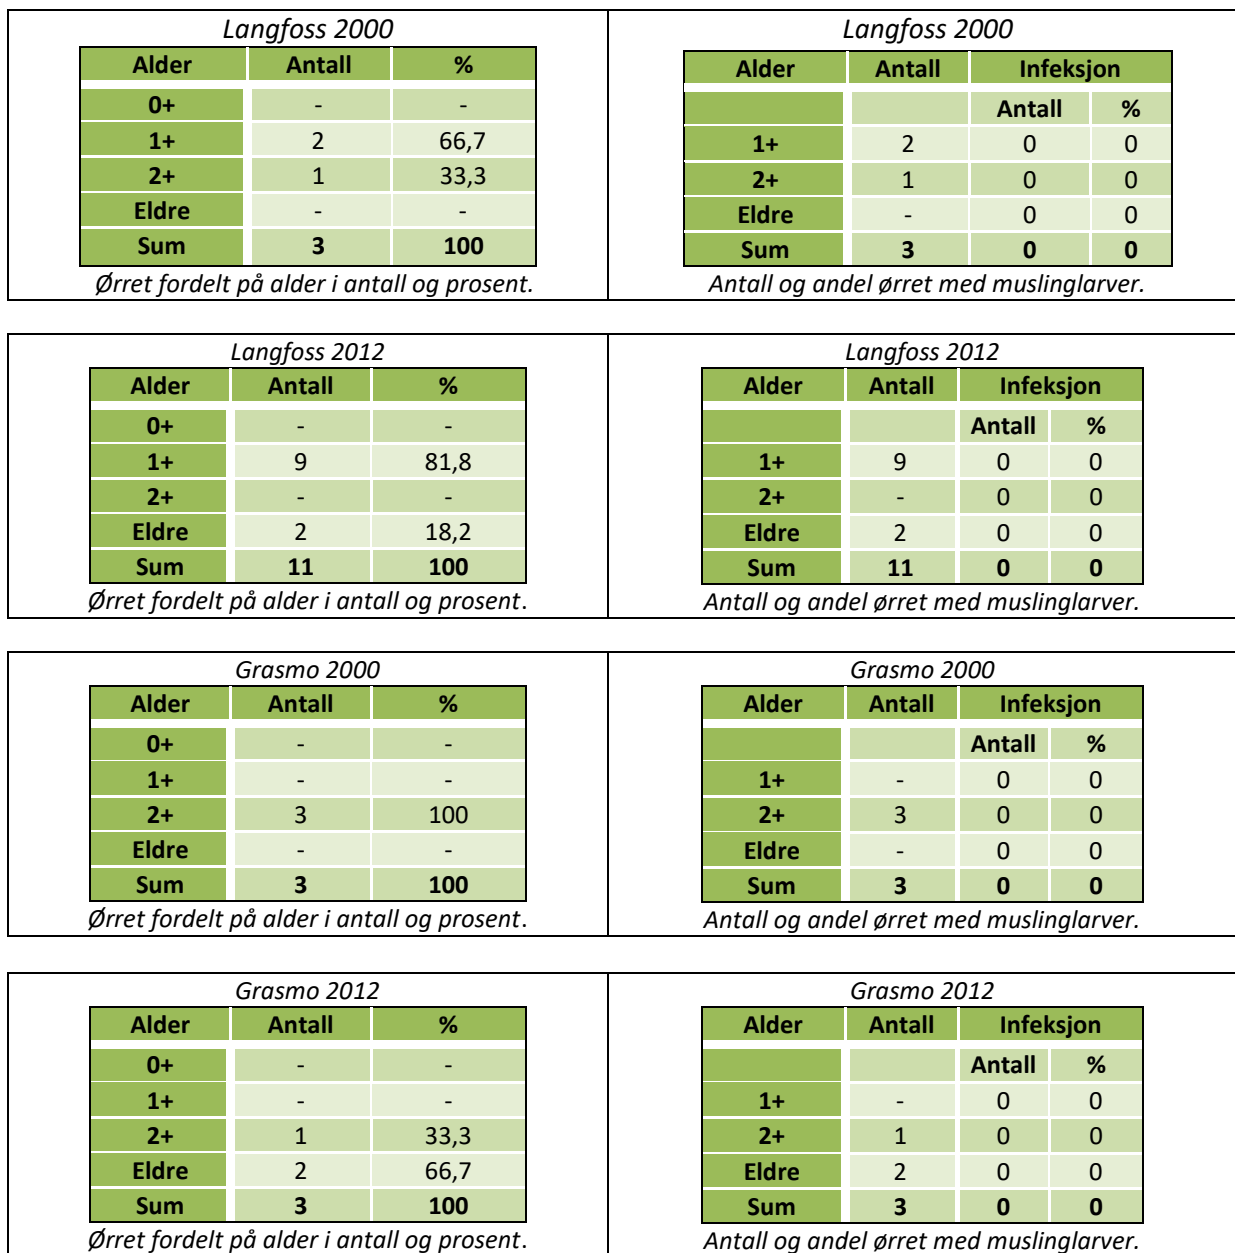 Langfoss 2000
Alder Antall %
0+ - -
1+ 2 66,7
2+ 1 33,3
Eldre - -
Sum 3 100
Ørret fordelt på alder i antall og prosent.
Langfoss 2000
Alder Antall Infeksjon
Antall %
1+ 2 0 0
2+ 1 0 0
Eldre - 0 0
Sum 3 0 0
Antall og andel ørret med muslinglarver.
Langfoss 2012
Alder Antall %
0+ - -
1+ 9 81,8
2+ - -
Eldre 2 18,2
Sum 11 100
Ørret fordelt på alder i antall og prosent.
Langfoss 2012
Alder Antall Infeksjon
Antall %
1+ 9 0 0
2+ - 0 0
Eldre 2 0 0
Sum 11 0 0
Antall og andel ørret med muslinglarver.
Grasmo 2000
Alder Antall %
0+ - -
1+ - -
2+ 3 100
Eldre - -
Sum 3 100
Ørret fordelt på alder i antall og prosent.
Grasmo 2000
Alder Antall Infeksjon
Antall %
1+ - 0 0
2+ 3 0 0
Eldre - 0 0
Sum 3 0 0
Antall og andel ørret med muslinglarver.
Grasmo 2012
Alder Antall %
0+ - -
1+ - -
2+ 1 33,3
Eldre 2 66,7
Sum 3 100
Ørret fordelt på alder i antall og prosent.
Grasmo 2012
Alder Antall Infeksjon
Antall %
1+ - 0 0
2+ 1 0 0
Eldre 2 0 0
Sum 3 0 0
Antall og andel ørret med muslinglarver.